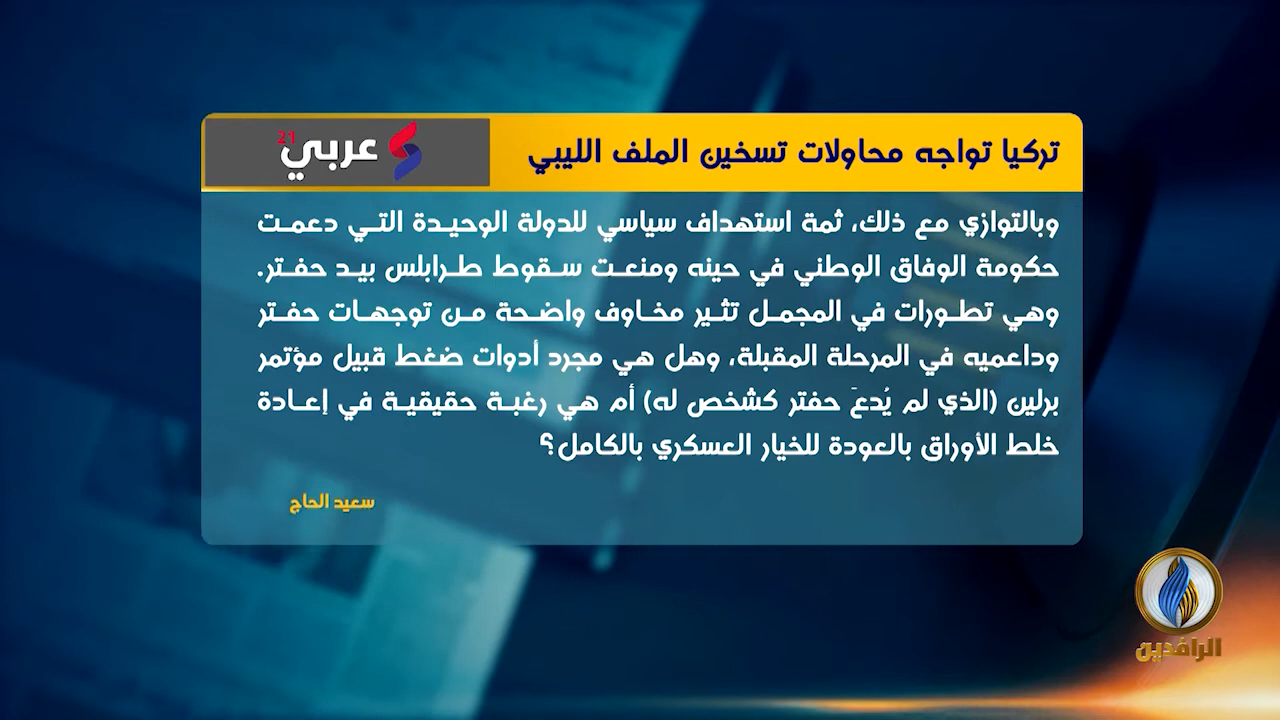 تركيا تواجه محاولات تسخين الملف الليبي
عربي21
وبالتوازي مع ذلك، ثمة استهداف سياسي للدولة الوحيدة التي دعمت
حكومة الوفاق الوطني في حينه ومنعت سقوط طرابلس بيد حفتر.
وهي تطورات في المجمل تثير مخاوف واضحة من توجهات حفتر
وداعميه في المرحلة المقبلة، وهل هي مجرد أدوات ضغط قبيل مؤتمر
برلين (الذي لم يُدعَ حفتر كشخص له) أم هي رغبة حقيقية في إعادة
خلط الأوراق بالعودة للخيار العسكري بالكامل؟
سعيد الحاج
الرافدين